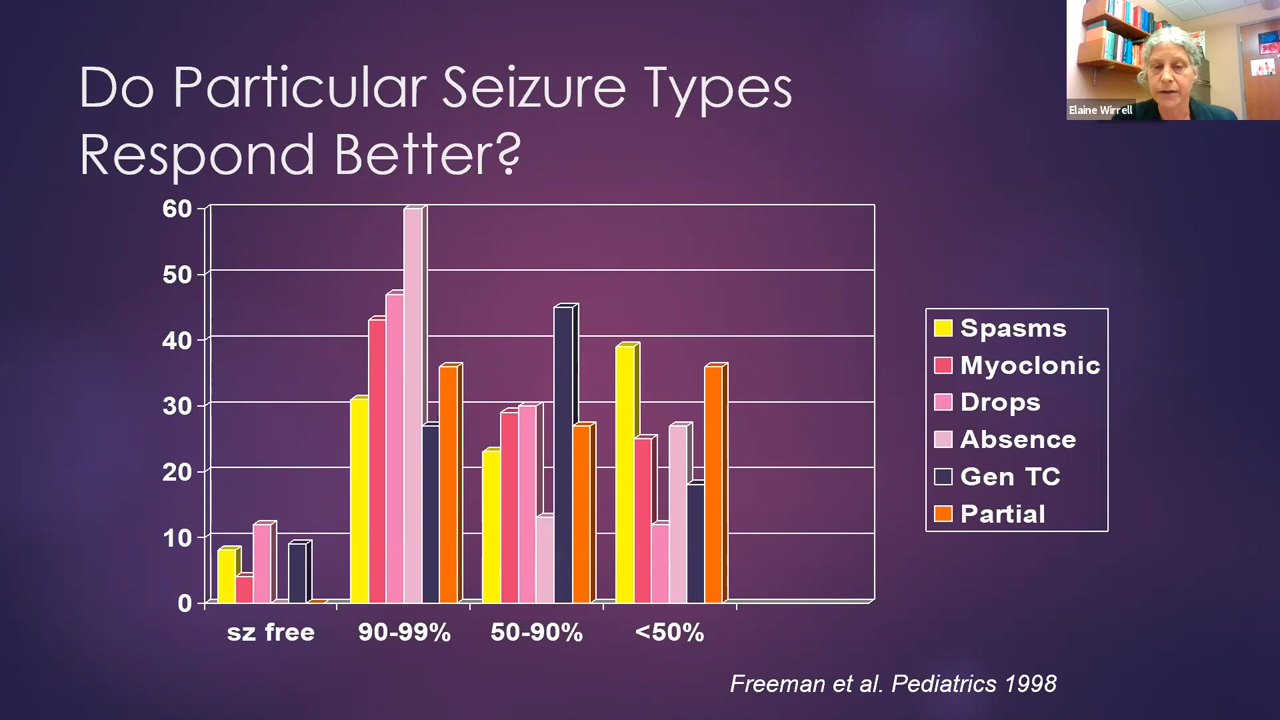 Do Particular Seizure Types
Respond Better?
Elaine Wirrell
60
50
40
30
20
10
0
sz free
90-99%
50-90%
<50%
Spasms
Myoclonic
Drops
Absence
Gen TC
Partial
Freeman et al. Pediatrics 1998